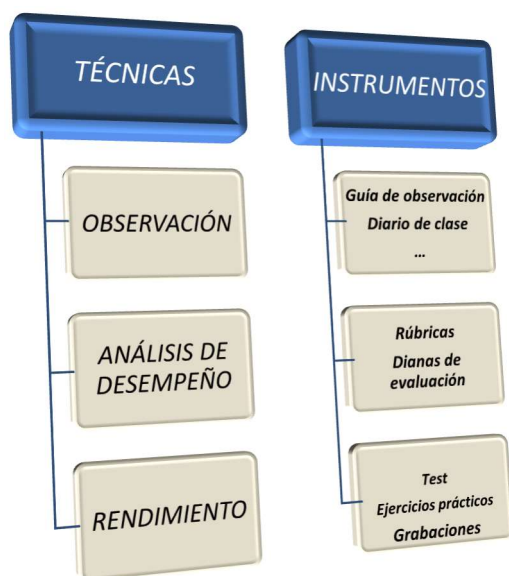 TÉCNICAS
OBSERVACIÓN
ANÁLISIS DE
DESEMPEÑO
RENDIMIENTO
INSTRUMENTOS
Guía de observación
Diario de clase
...
Rúbricas
Dianas de
evaluación
Test
Ejercicios prácticos
Grabaciones